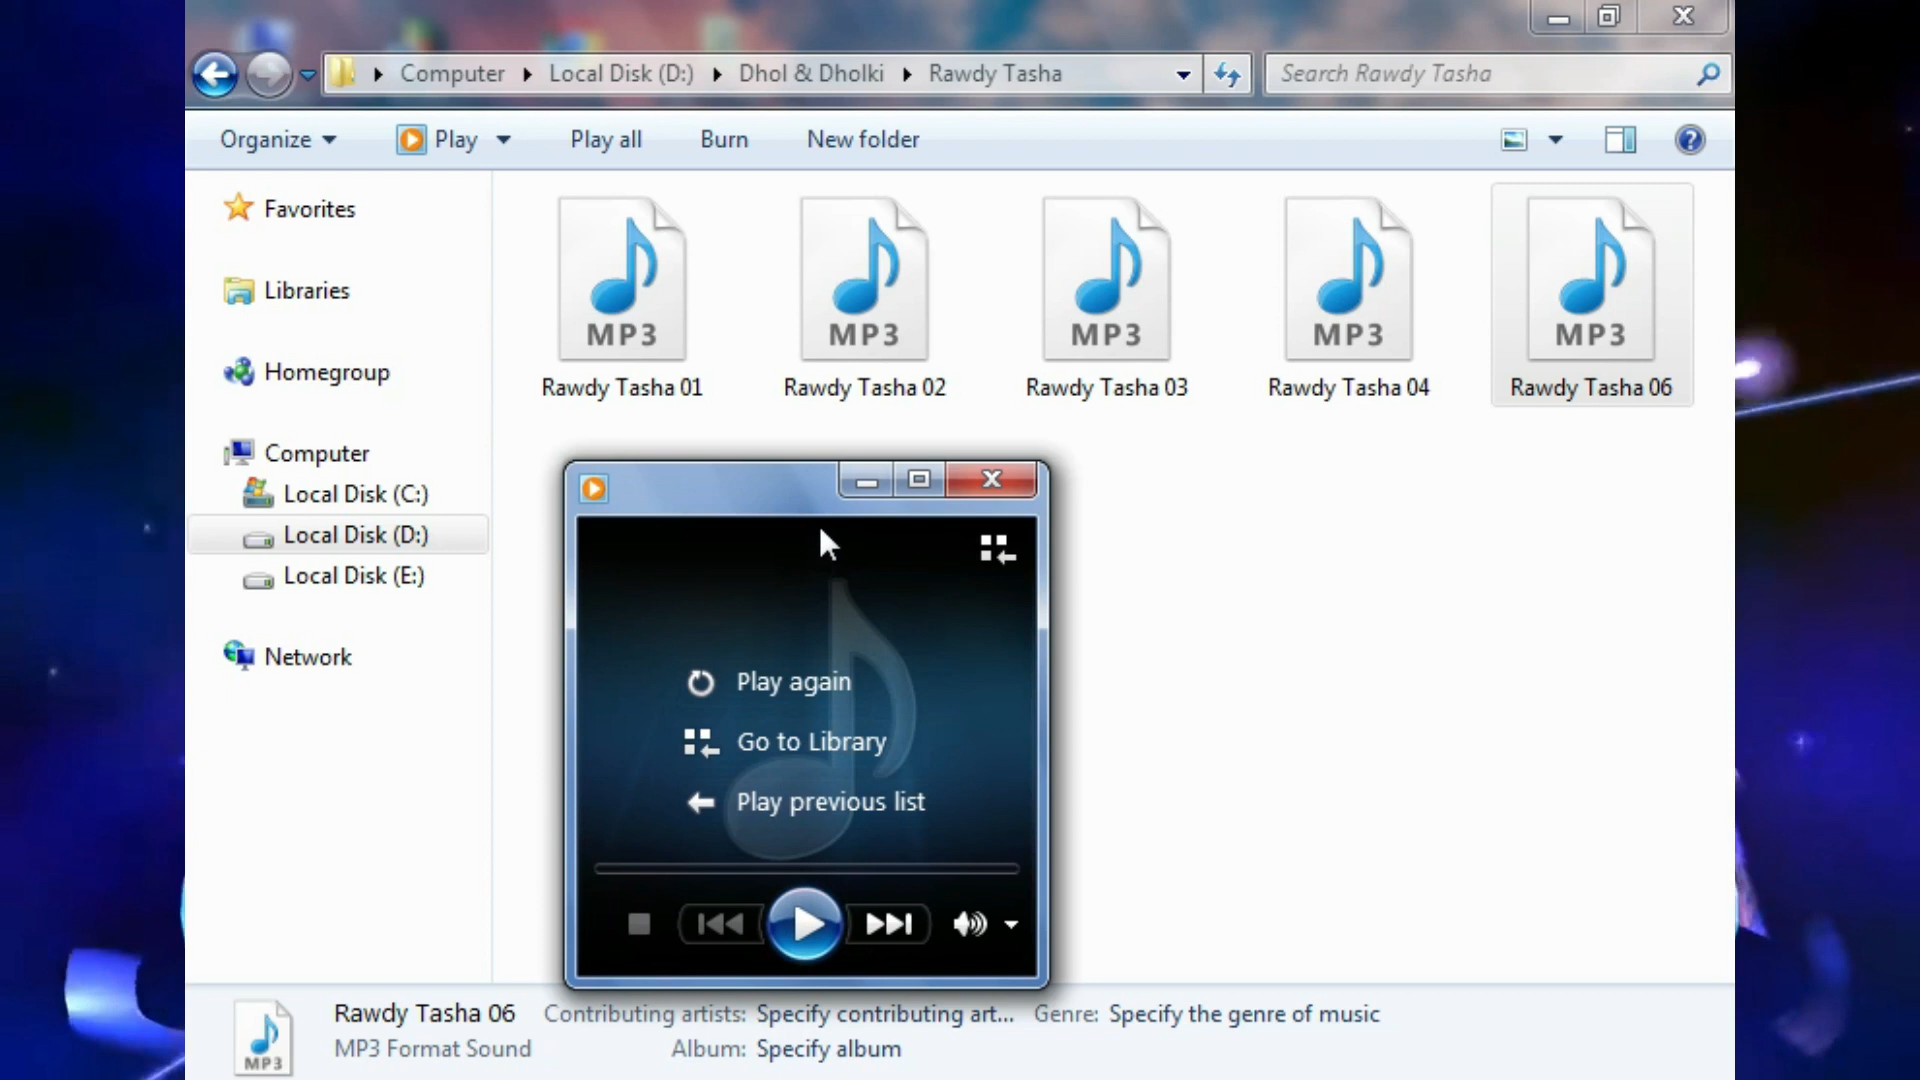 Computer Local Disk (D:) Dhol & Dholki Rawdy Tasha
Search Rawdy Tasha
Organize Play Play all Burn New folder
Favorites
Libraries
Homegroup
Computer
Local Disk (C:)
Local Disk (D:)
Local Disk (E:)
Network
MP3 MP3 MP3 MP3 MP3
Rawdy Tasha 01 Rawdy Tasha 02 Rawdy Tasha 03 Rawdy Tasha 04 Rawdy Tasha 06
Play again
Go to Library
Play previous list
Rawdy Tasha 06 Contributing artists: Specify contributing art... Genre: Specify the genre of music
MP3 Format Sound Album: Specify album
MP3